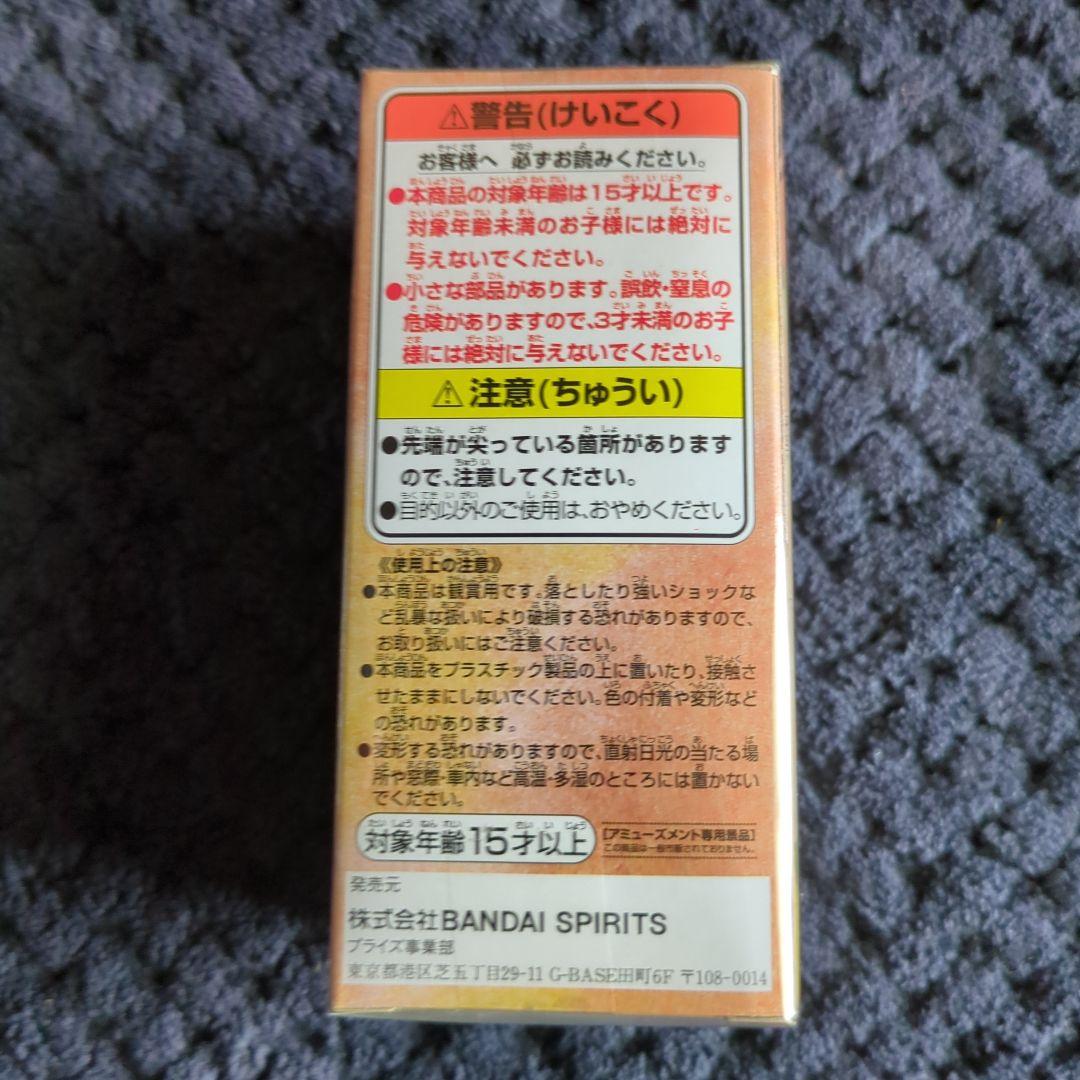 ⚠警告(けいこく)
お客様へ 必ずお読みください。
●本商品の対象年齢は15才以上です。
対象年齢未満のお子様には絶対に
与えないでください。
●小さな部品があります。誤飲・窒息の
危険がありますので、3才未満のお子
様には絶対に与えないでください。
⚠注意(ちゅうい)
●先端が尖っている箇所があります
ので、注意してください。
●目的以外のご使用は、おやめください。
《使用上の注意》
●本商品は観賞用です。落としたり強いショックな
ど乱暴な扱いにより破損する恐れがありますので、
お取り扱いにはご注意ください。
●本商品をプラスチック製品の上に置いたり、接触さ
せたままにしないでください。色の付着や変形など
の恐れがあります。
●変形する恐れがありますので、直射日光の当たる場
所や窓際・車内など高温・多湿のところには置かない
でください。
対象年齢15才以上
[アミューズメント専用景品]
この商品は一般市販されておりません。
発売元
株式会社BANDAI SPIRITS
プライズ事業部
東京都港区芝五丁目29-11 G-BASE田町6F 〒108-0014